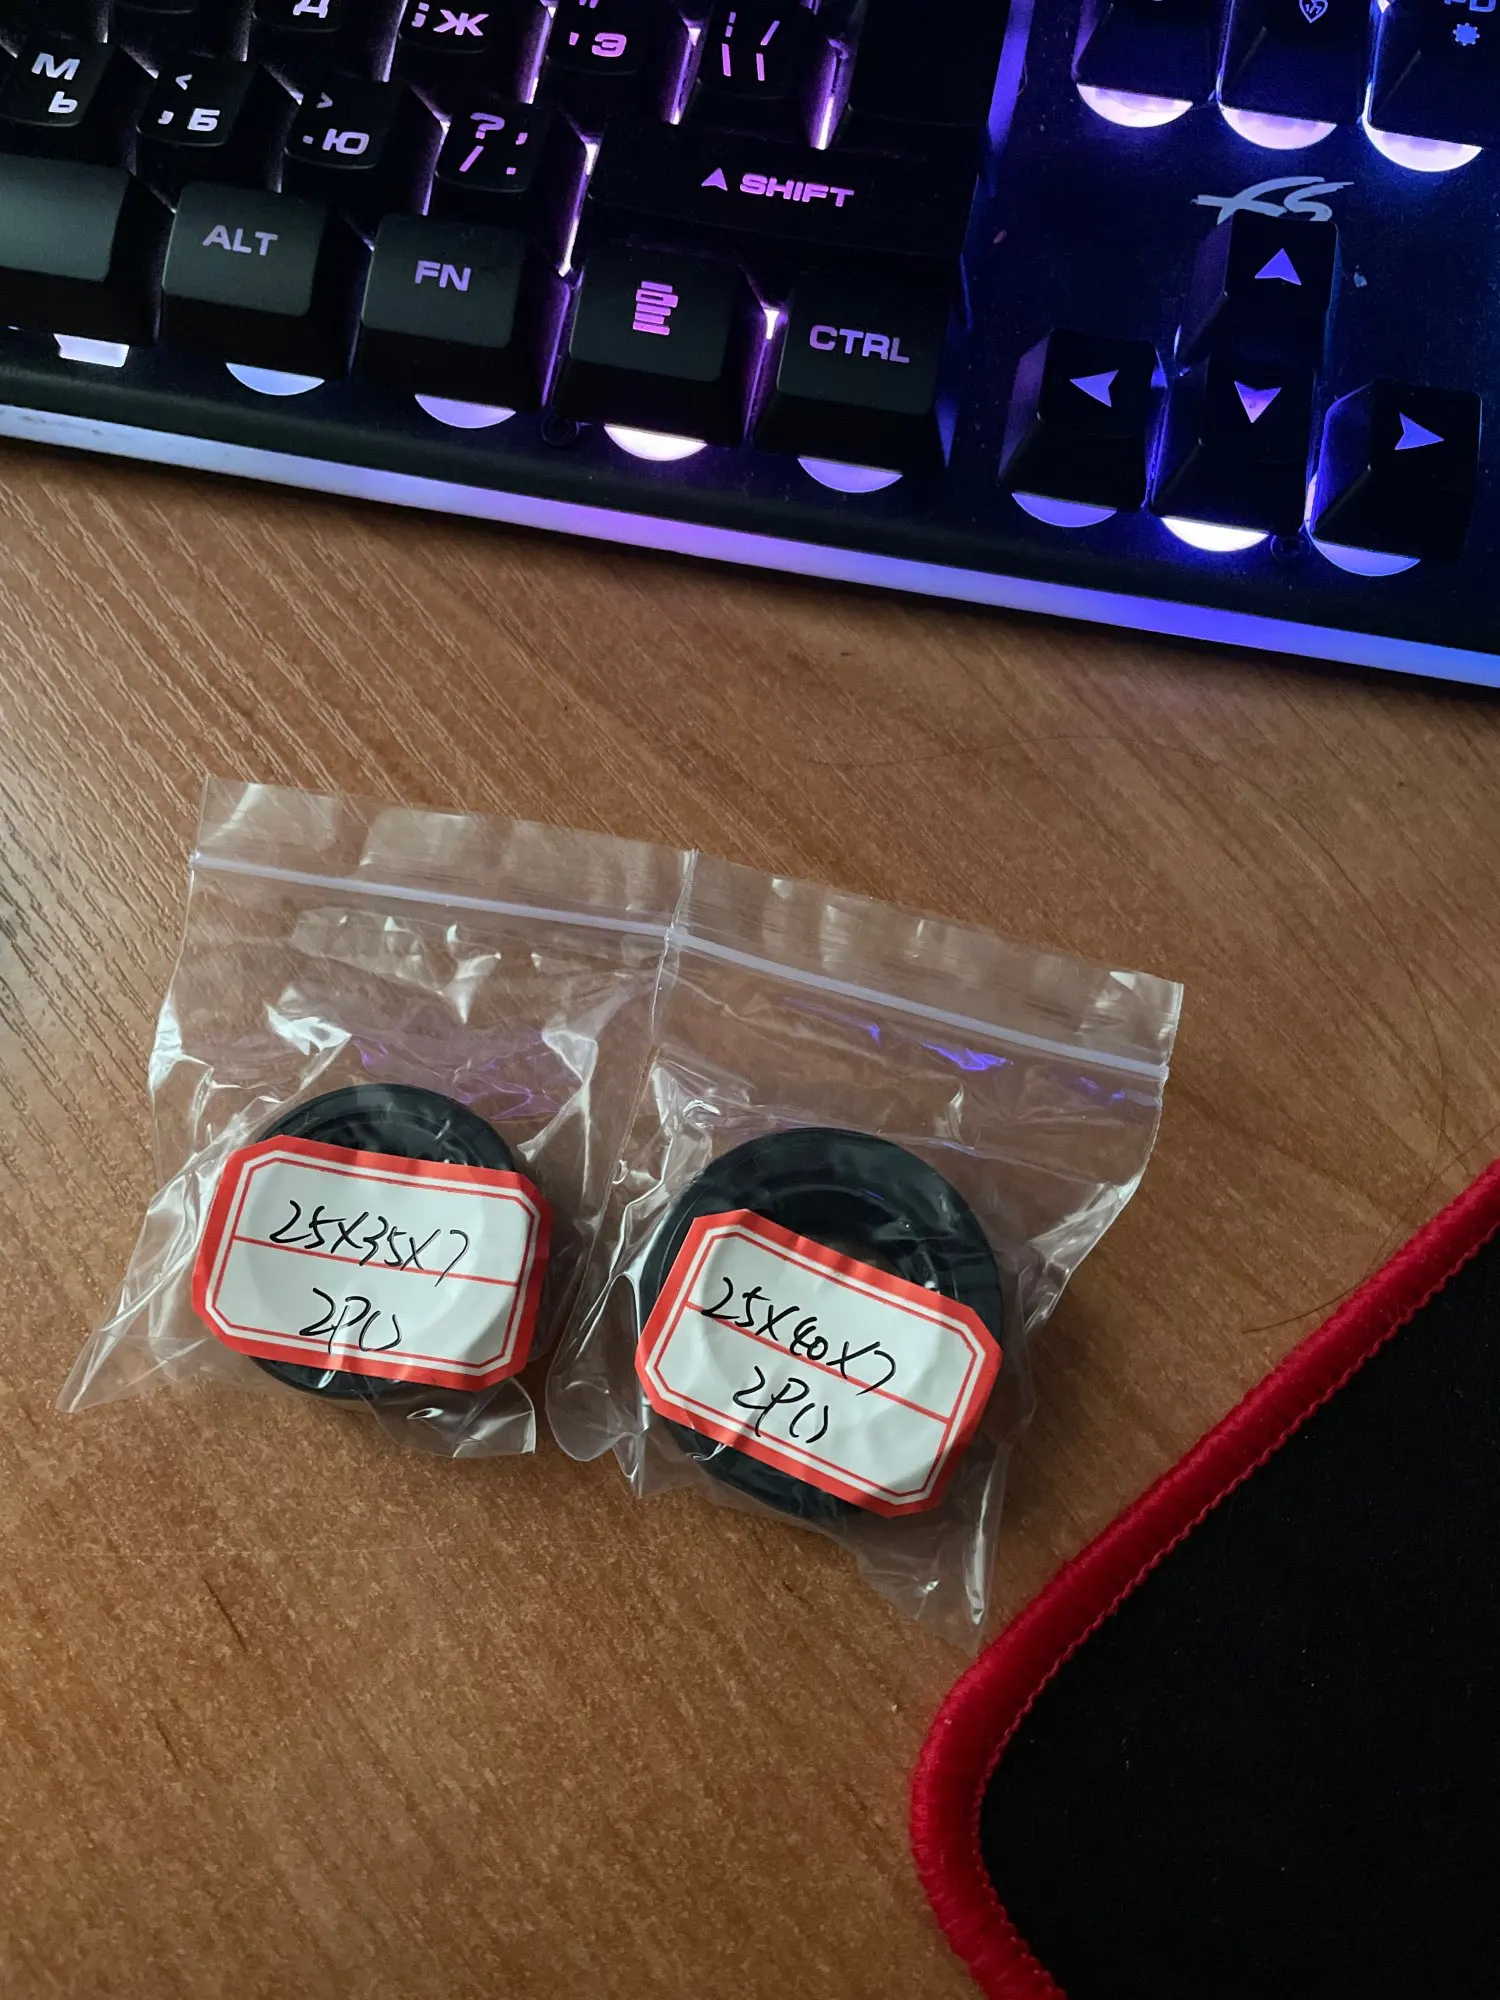 Д
: ; Ж
" ' Э
| / \ \
М Ь
< , Б
> . Ю
? , / .
SHIFT
ALT
FN
CTRL
25X35X7
2PC
25X40X7
2PC